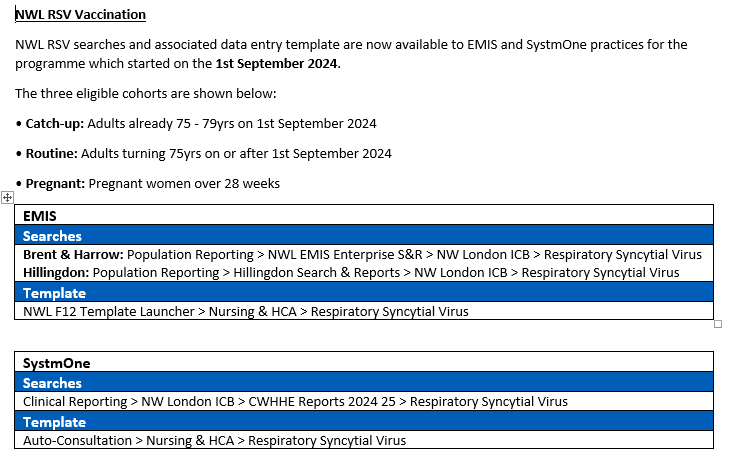 NWL RSV Vaccination
NWL RSV searches and associated data entry template are now available to EMIS and SystmOne practices for the
programme which started on the 1st September 2024.
The three eligible cohorts are shown below:
• Catch-up: Adults already 75 - 79yrs on 1st September 2024
• Routine: Adults turning 75yrs on or after 1st September 2024
• Pregnant: Pregnant women over 28 weeks
EMIS
Searches
Brent & Harrow: Population Reporting > NWL EMIS Enterprise S&R > NW London ICB > Respiratory Syncytial Virus
Hillingdon: Population Reporting > Hillingdon Search & Reports > NW London ICB > Respiratory Syncytial Virus
Template
NWL F12 Template Launcher > Nursing & HCA > Respiratory Syncytial Virus
SystmOne
Searches
Clinical Reporting > NW London ICB > CWHHE Reports 2024 25 > Respiratory Syncytial Virus
Template
Auto-Consultation > Nursing & HCA > Respiratory Syncytial Virus